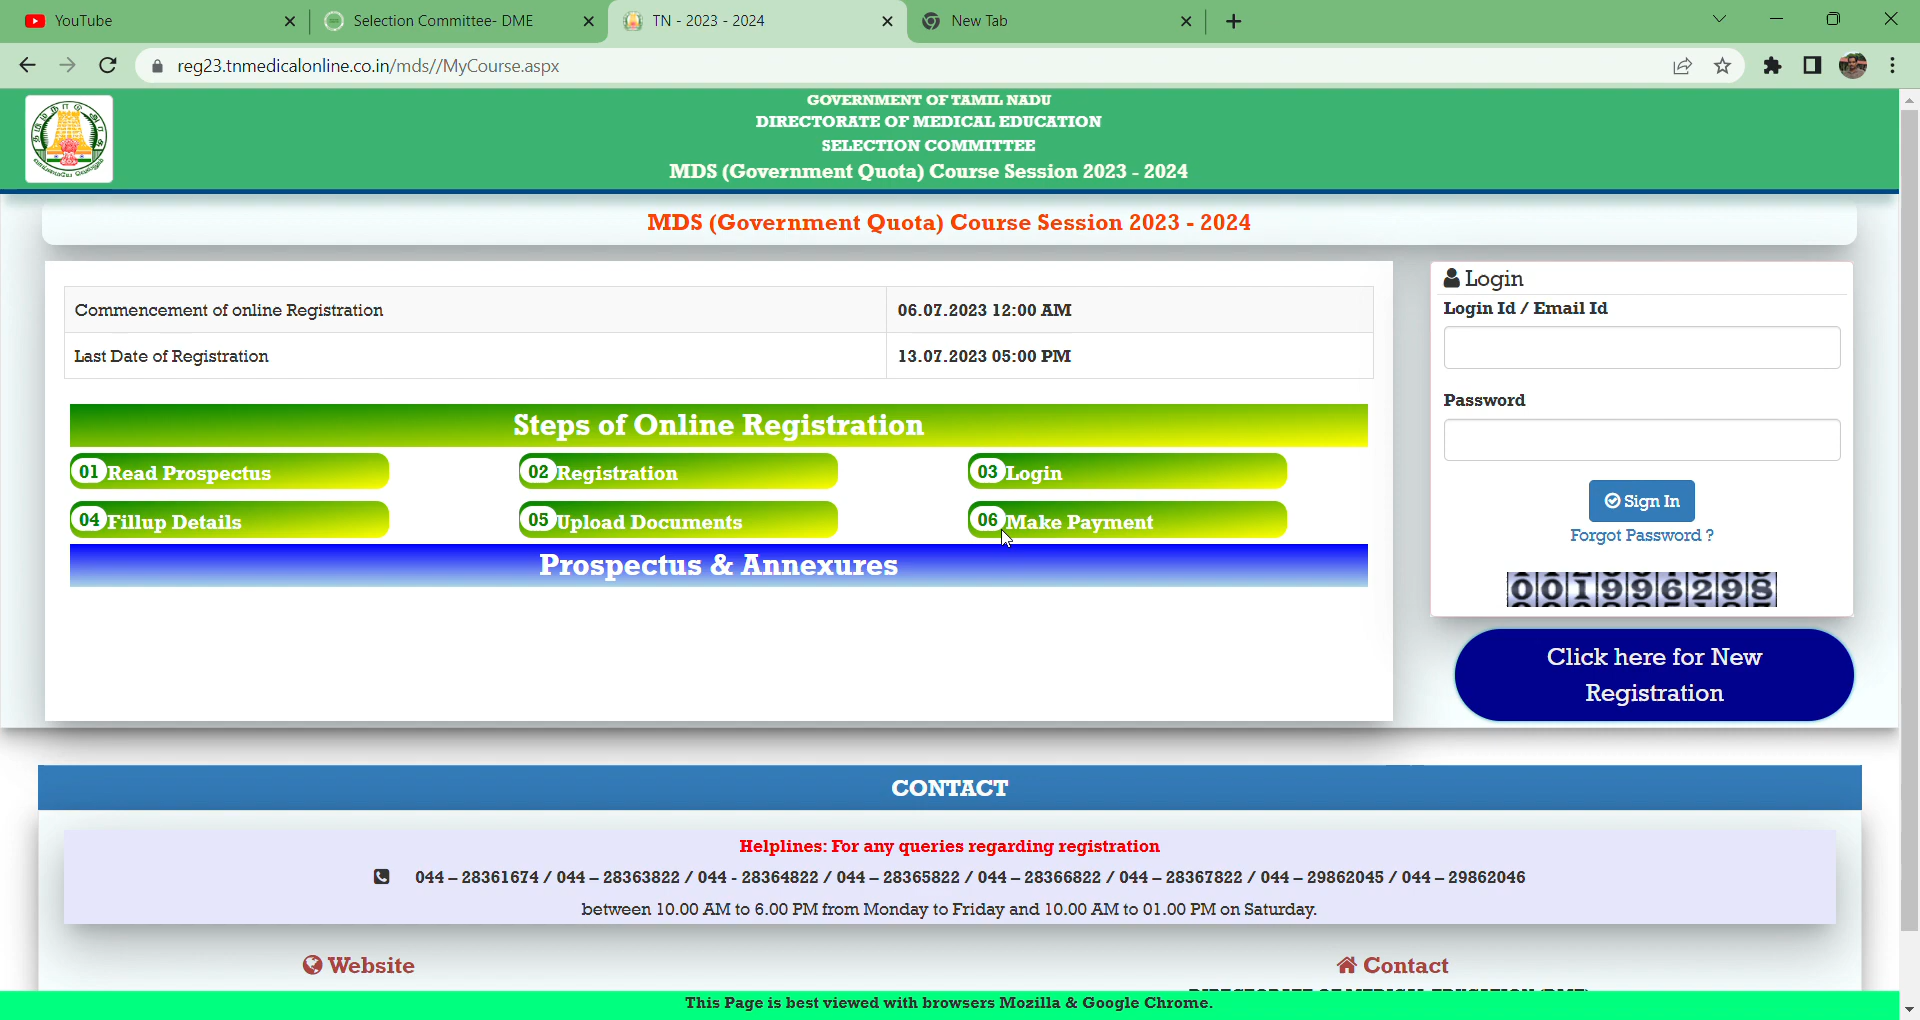 YouTube
Selection Committee- DME
TN - 2023 - 2024
New Tab
reg23.tnmedicalonline.co.in/mds//MyCourse.aspx
GOVERNMENT OF TAMIL NADU
DIRECTORATE OF MEDICAL EDUCATION
SELECTION COMMITTEE
MDS (Government Quota) Course Session 2023 - 2024
MDS (Government Quota) Course Session 2023 - 2024
Commencement of online Registration 06.07.2023 12:00 AM
Last Date of Registration 13.07.2023 05:00 PM
Steps of Online Registration
01 Read Prospectus
02 Registration
03 Login
04 Fillup Details
05 Upload Documents
06 Make Payment
Prospectus & Annexures
Login
Login Id / Email Id
Password
Sign In
Forgot Password ?
001996298
Click here for New
Registration
CONTACT
Helplines: For any queries regarding registration
044 – 28361674 / 044 – 28363822 / 044 - 28364822 / 044 – 28365822 / 044 – 28366822 / 044 – 28367822 / 044 – 29862045 / 044 – 29862046
between 10.00 AM to 6.00 PM from Monday to Friday and 10.00 AM to 01.00 PM on Saturday.
Website
Contact
This Page is best viewed with browsers Mozilla & Google Chrome.